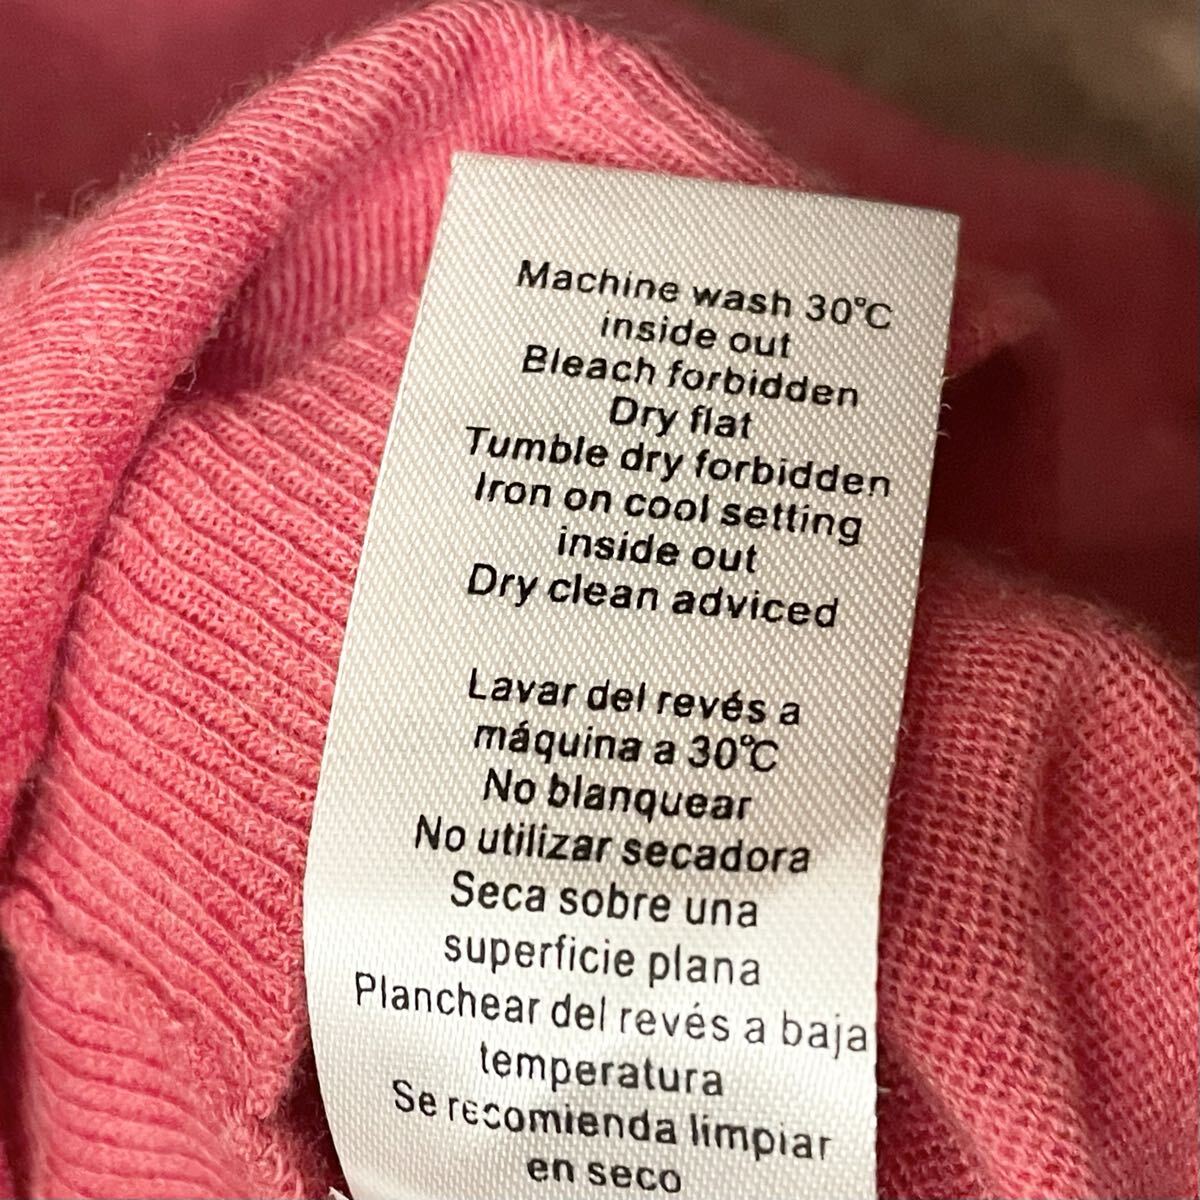 Machine wash 30°C
inside out
Bleach forbidden
Dry flat
Tumble dry forbidden
Iron on cool setting
inside out
Dry clean adviced
Lavar del revés a
máquina a 30°C
No blanquear
No utilizar secadora
Seca sobre una
superficie plana
Planchear del revés a baja
temperatura
Se recomienda limpiar
en seco